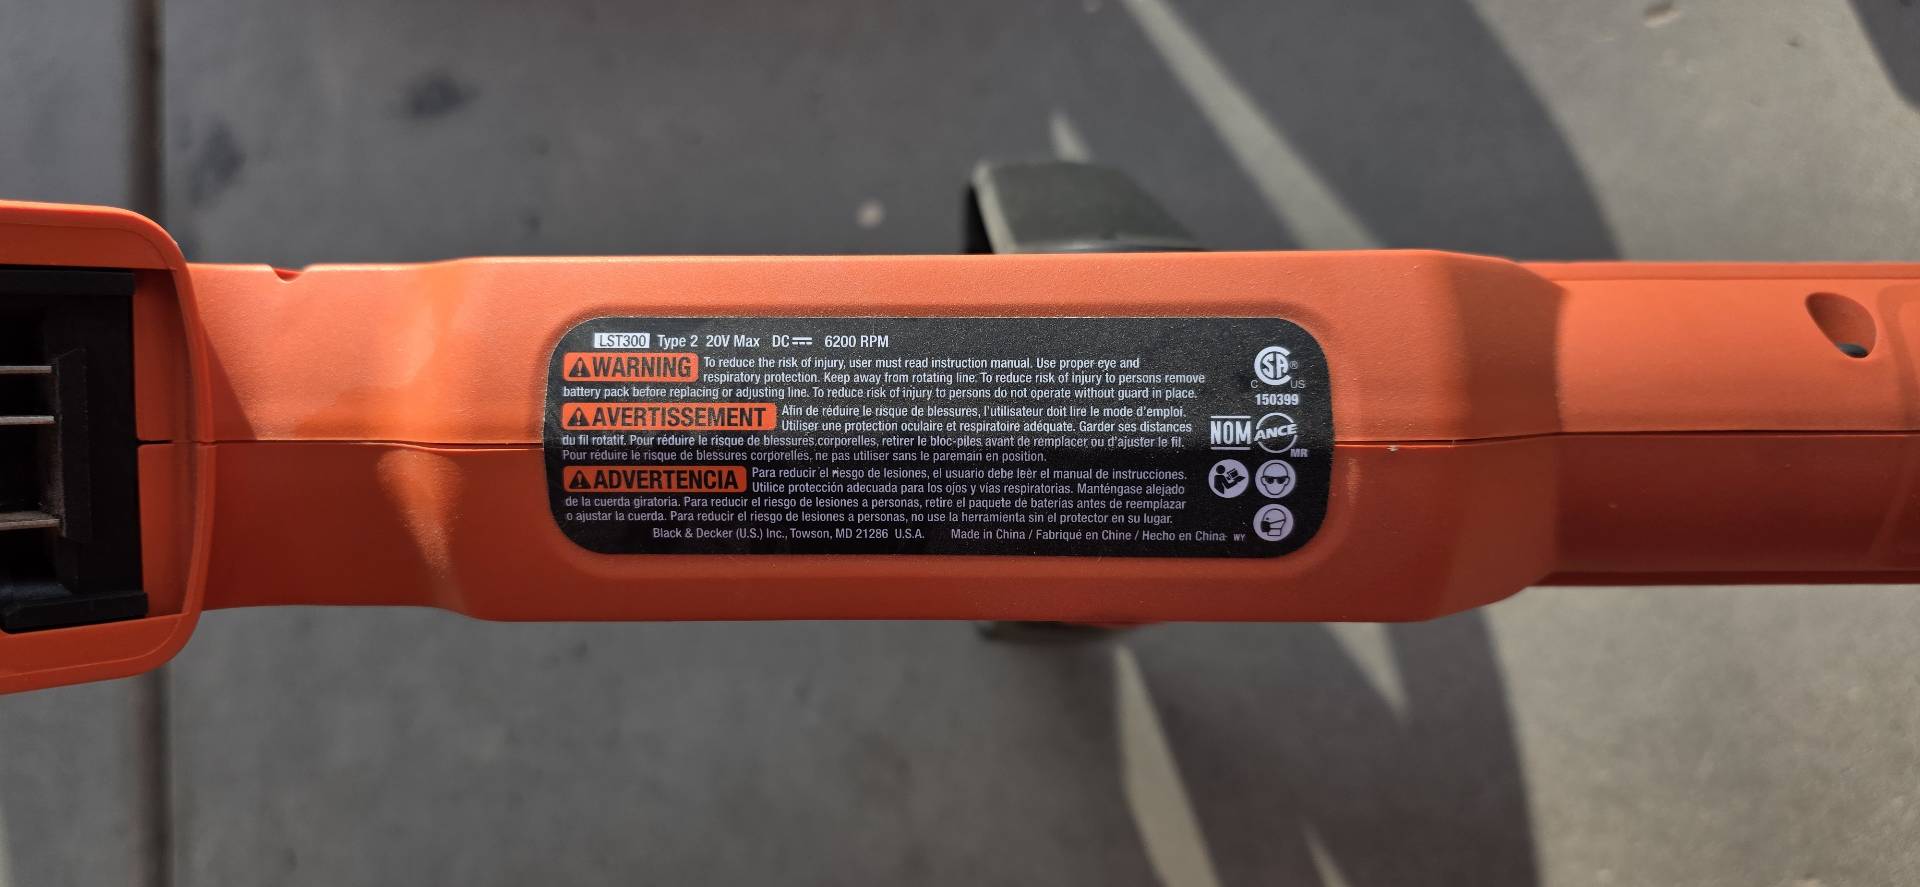 LST300 Type 2 20V Max DC 6200 RPM
WARNING To reduce the risk of injury, user must read instruction manual. Use proper eye and
respiratory protection. Keep away from rotating line. To reduce risk of injury to persons remove
battery pack before replacing or adjusting line. To reduce risk of injury to persons do not operate without guard in place.
AVERTISSEMENT Afin de réduire le risque de blessures, l'utilisateur doit lire le mode d'emploi.
Utiliser une protection oculaire et respiratoire adéquate. Garder ses distances
du fil rotatif. Pour réduire le risque de blessures corporelles, retirer le bloc-piles avant de remplacer ou d'ajuster le fil.
Pour réduire le risque de blessures corporelles, ne pas utiliser sans le paremain en position.
ADVERTENCIA Para reducir el riesgo de lesiones, el usuario debe leer el manual de instrucciones.
Utilice protección adecuada para los ojos y vías respiratorias. Manténgase alejado
de la cuerda giratoria. Para reducir el riesgo de lesiones a personas, retire el paquete de baterías antes de reemplazar
o ajustar la cuerda. Para reducir el riesgo de lesiones a personas, no use la herramienta sin el protector en su lugar.
Black & Decker (U.S.) Inc., Towson, MD 21286 U.S.A. Made in China / Fabriqué en Chine / Hecho en China WY
SA ®
C US
150399
NOM ANCE
MR